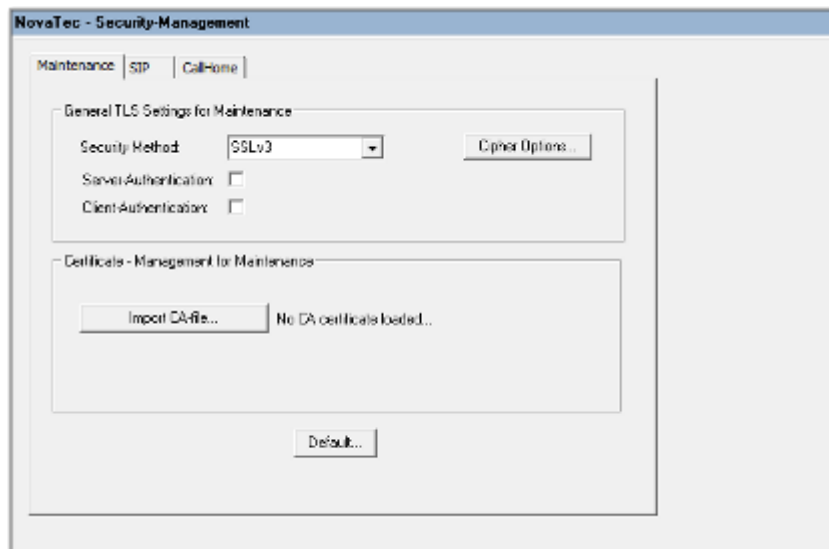 NovaTec - Security-Management
Maintenance SIP CallHome
General TLS Settings for Maintenance
Security Method: SSLv3 Cipher Options...
Server-Authentication:
Client-Authentication:
Certificate - Management for Maintenance
Import CA-file... No CA certificate loaded...
Default...